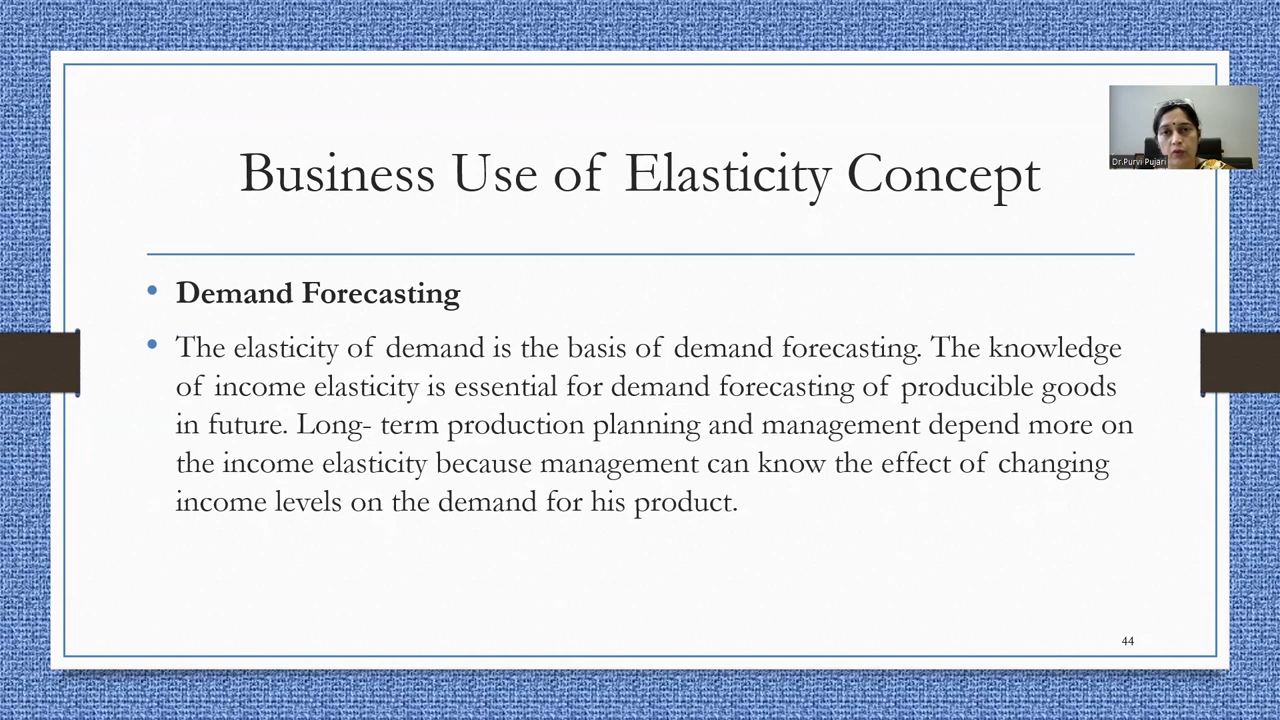 Business Use of Elasticity Concept
Dr.Purvi Pujari
• Demand Forecasting
• The elasticity of demand is the basis of demand forecasting. The knowledge
of income elasticity is essential for demand forecasting of producible goods
in future. Long- term production planning and management depend more on
the income elasticity because management can know the effect of changing
income levels on the demand for his product.
44